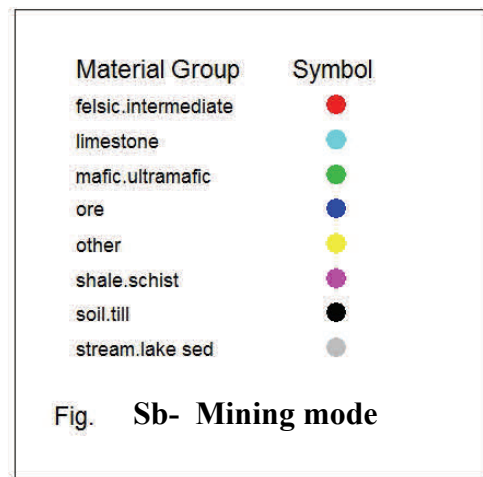 Material Group Symbol
felsic.intermediate
limestone
mafic.ultramafic
ore
other
shale.schist
soil.till
stream.lake sed
Fig. Sb- Mining mode